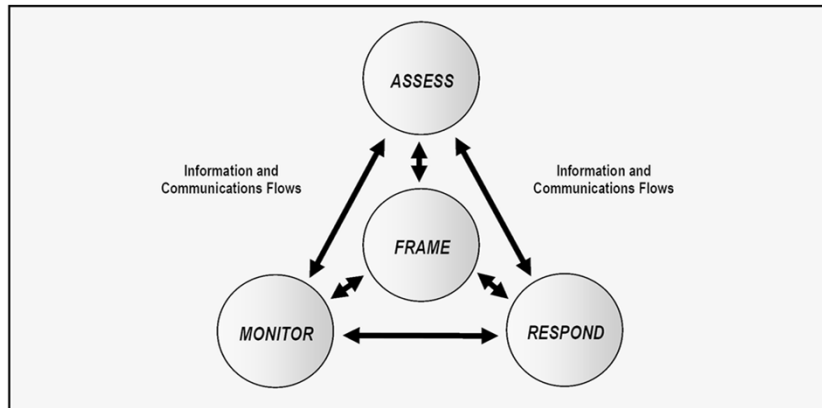 ASSESS
Information and
Communications Flows
Information and
Communications Flows
FRAME
MONITOR
RESPOND